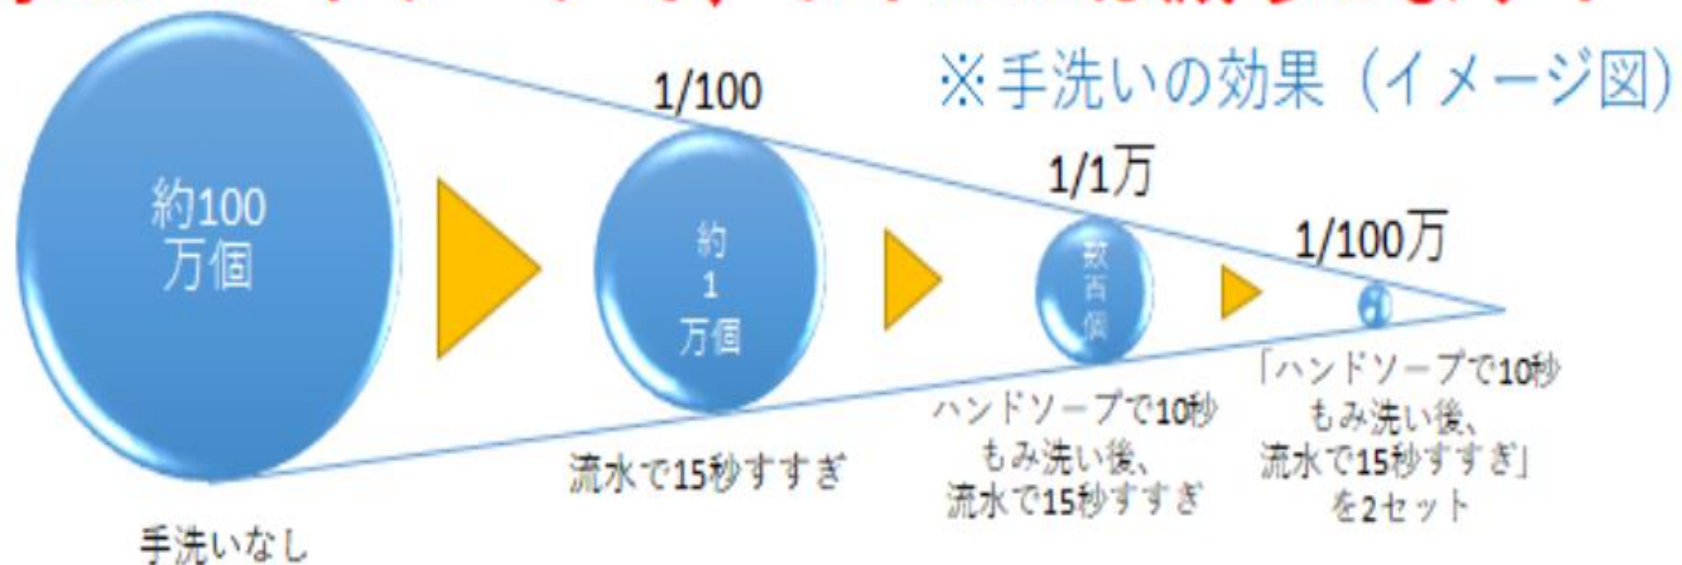 ※手洗いの効果（イメージ図）
約100
万個
手洗いなし
1/100
約
1
万個
流水で15秒すすぎ
1/1万
数
百
個
ハンドソープで10秒
もみ洗い後、
流水で15秒すすぎ
1/100万
「ハンドソープで10秒
もみ洗い後、
流水で15秒すすぎ」
を2セット